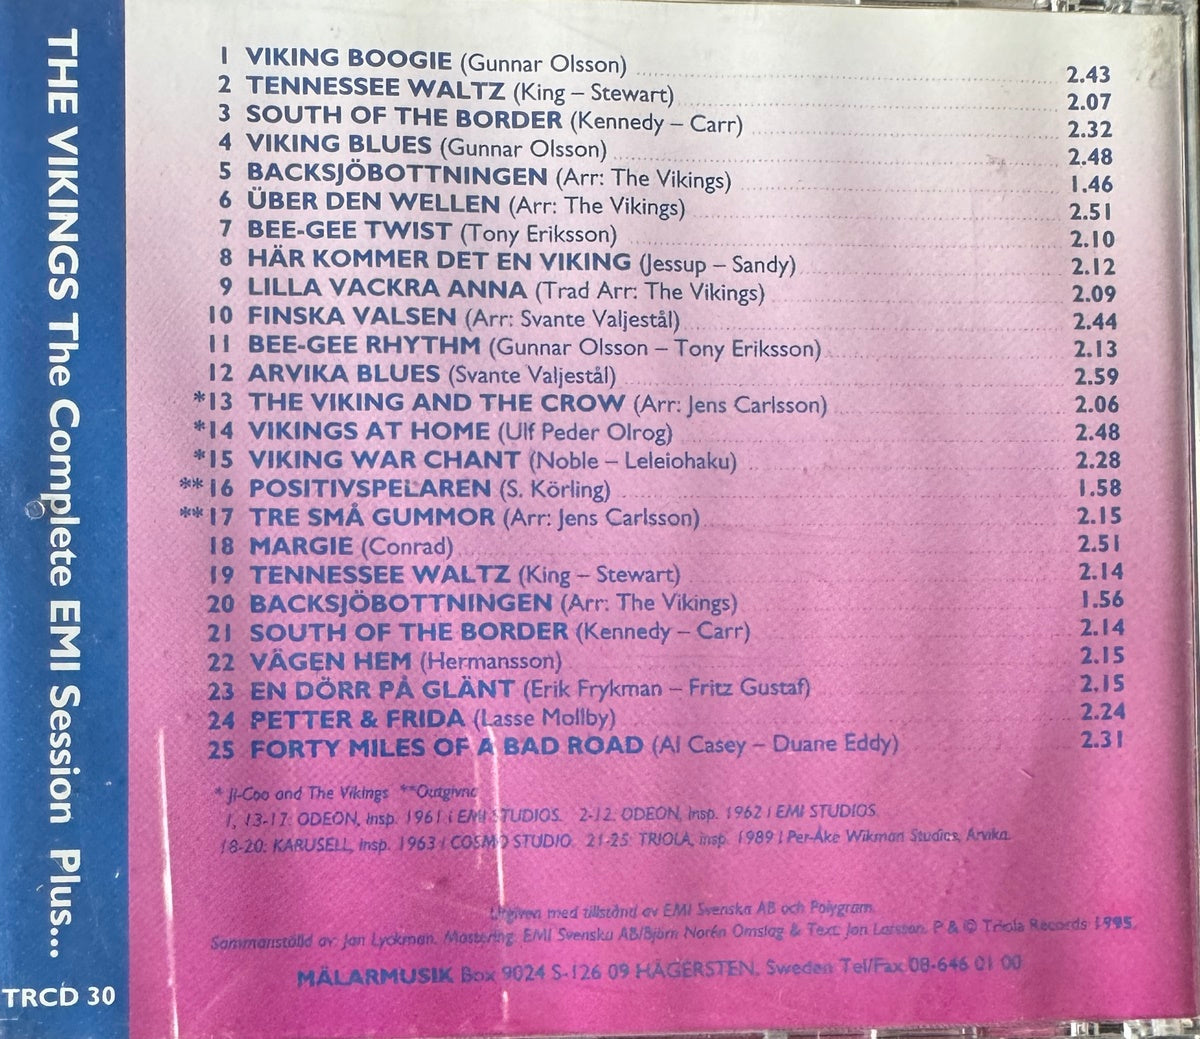 THE VIKINGS The Complete EMI Session Plus...
TRCD 30
1 VIKING BOOGIE (Gunnar Olsson) 2.43
2 TENNESSEE WALTZ (King – Stewart) 2.07
3 SOUTH OF THE BORDER (Kennedy – Carr) 2.32
4 VIKING BLUES (Gunnar Olsson) 2.48
5 BACKSJÖBOTTNINGEN (Arr: The Vikings) 1.46
6 ÜBER DEN WELLEN (Arr: The Vikings) 2.51
7 BEE-GEE TWIST (Tony Eriksson) 2.10
8 HÄR KOMMER DET EN VIKING (Jessup – Sandy) 2.12
9 LILLA VACKRA ANNA (Trad Arr: The Vikings) 2.09
10 FINSKA VALSEN (Arr: Svante Valjestål) 2.44
11 BEE-GEE RHYTHM (Gunnar Olsson – Tony Eriksson) 2.13
12 ARVIKA BLUES (Svante Valjestål) 2.59
*13 THE VIKING AND THE CROW (Arr: Jens Carlsson) 2.06
*14 VIKINGS AT HOME (Ulf Peder Olrog) 2.48
*15 VIKING WAR CHANT (Noble – Leleiohaku) 2.28
**16 POSITIVSPELAREN (S. Körling) 1.58
**17 TRE SMÅ GUMMOR (Arr: Jens Carlsson) 2.15
18 MARGIE (Conrad) 2.51
19 TENNESSEE WALTZ (King – Stewart) 2.14
20 BACKSJÖBOTTNINGEN (Arr: The Vikings) 1.56
21 SOUTH OF THE BORDER (Kennedy – Carr) 2.14
22 VÄGEN HEM (Hermansson) 2.15
23 EN DÖRR PÅ GLÄNT (Erik Frykman – Fritz Gustaf) 2.15
24 PETTER & FRIDA (Lasse Mollby) 2.24
25 FORTY MILES OF A BAD ROAD (Al Casey – Duane Eddy) 2.31
* Ji-Coo and The Vikings **Outgivna
1, 13-17: ODEON, insp. 1961 i EMI STUDIOS. 2-12: ODEON, insp. 1962 i EMI STUDIOS.
18-20: KARUSELL, insp. 1963 i COSMO STUDIO. 21-25: TRIOLA, insp. 1989 i Per-Åke Wikman Studios, Arvika.
Utgiven med tillstånd av EMI Svenska AB och Polygram.
Sammanställd av: Jan Lyckman. Mastering: EMI Svenska AB/Björn Norén Omslag & Text: Jan Larsson. P & © Triola Records 1995.
MÄLARMUSIK Box 9024 S-126 09 HÄGERSTEN, Sweden Tel/Fax 08-646 01 00